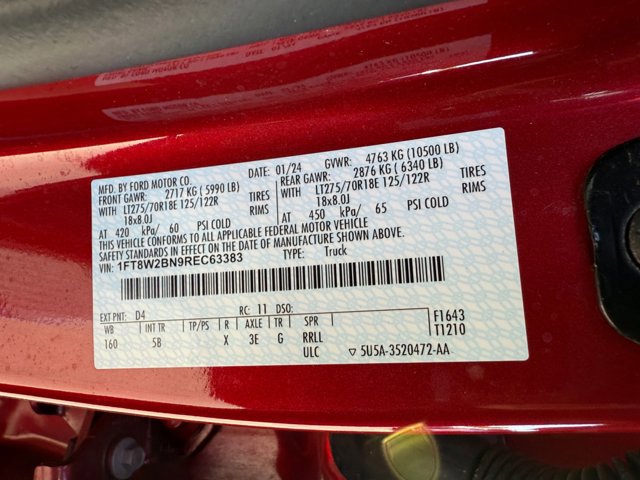 MFD. BY FORD MOTOR CO. 01/24 GVWR: 4763 KG (10500 LB)
FRONT GAWR: 2717 KG ( 5990 LB) REAR GAWR: 2876 KG ( 6340 LB)
WITH LT275/70R18E 125/122R TIRES WITH LT275/70R18E 125/122R TIRES
18x8.0J RIMS 18x8.0J RIMS
AT 420 kPa/ 60 PSI COLD AT 450 kPa/ 65 PSI COLD
THIS VEHICLE CONFORMS TO ALL APPLICABLE FEDERAL MOTOR VEHICLE
SAFETY STANDARDS IN EFFECT ON THE DATE OF MANUFACTURE SHOWN ABOVE.
VIN: 1FT8W2BN9REC63383 TYPE: Truck
EXT PNT: D4 RC: 11 DSO: F1643
WB INT TR TP/PS R AXLE TR SPR T1210
160 5B X 3E G RRLL
ULC 5U5A-3520472-AA
4763 KG (10500 LB)